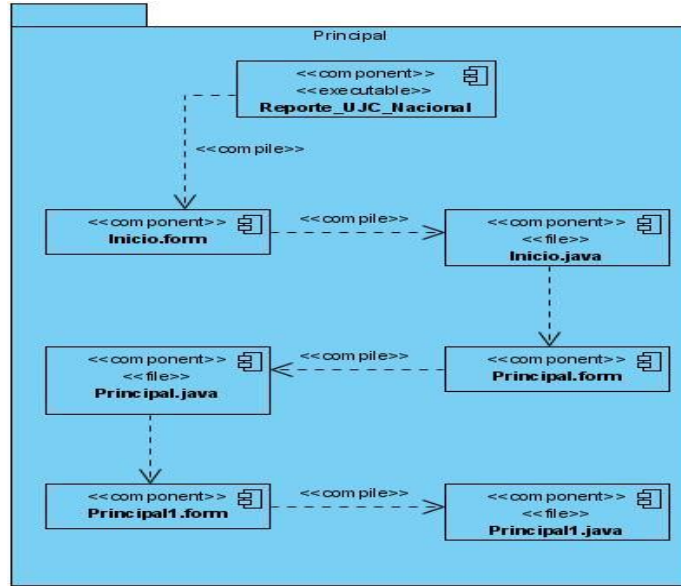 Principal
<<component>>
<<executable>>
Reporte_UJC_Nacional
<<compile>>
<<component>>
Inicio.form
<<compile>>
<<component>>
<<file>>
Inicio.java
<<component>>
<<file>>
Principal.java
<<compile>>
<<component>>
Principal.form
<<component>>
Principal1.form
<<compile>>
<<component>>
<<file>>
Principal1.java